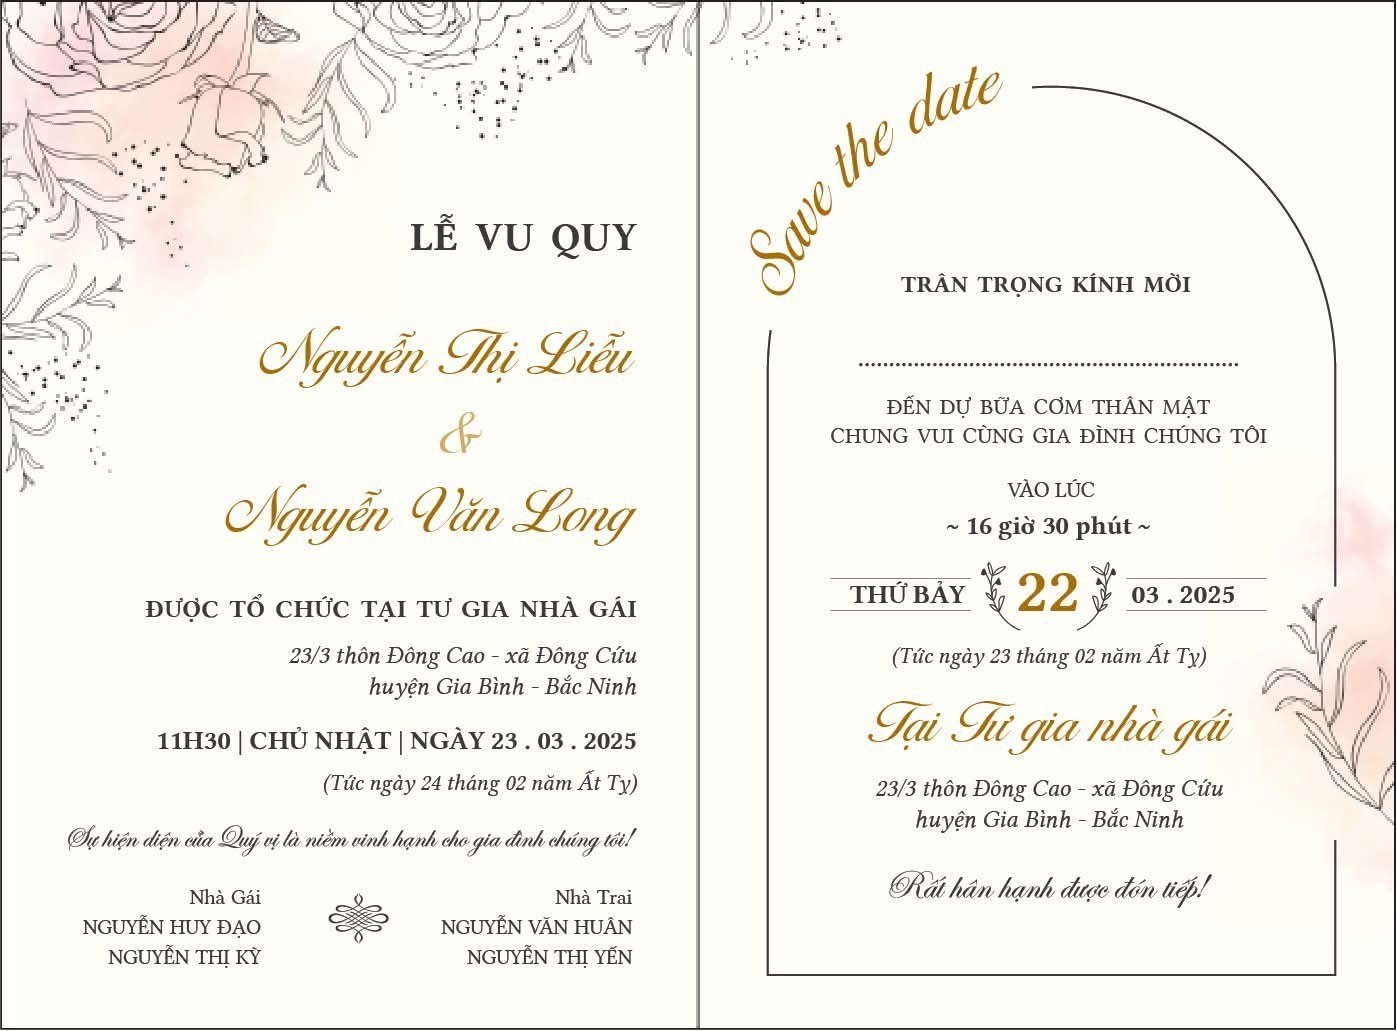 LỄ VU QUY
Nguyễn Thị Liễu
&
Nguyễn Văn Long
ĐƯỢC TỔ CHỨC TẠI TƯ GIA NHÀ GÁI
23/3 thôn Đông Cao - xã Đông Cứu
huyện Gia Bình - Bắc Ninh
11H30 | CHỦ NHẬT | NGÀY 23 . 03 . 2025
(Tức ngày 24 tháng 02 năm Ất Tỵ)
Sự hiện diện của Quý vị là niềm vinh hạnh cho gia đình chúng tôi!
Nhà Gái
NGUYỄN HUY ĐẠO
NGUYỄN THỊ KỲ
Nhà Trai
NGUYỄN VĂN HUÂN
NGUYỄN THỊ YẾN
Save the date
TRÂN TRỌNG KÍNH MỜI
ĐẾN DỰ BỮA CƠM THÂN MẬT
CHUNG VUI CÙNG GIA ĐÌNH CHÚNG TÔI
VÀO LÚC
~ 16 giờ 30 phút ~
THỨ BẢY 22 03 . 2025
(Tức ngày 23 tháng 02 năm Ất Tỵ)
Tại Tư gia nhà gái
23/3 thôn Đông Cao - xã Đông Cứu
huyện Gia Bình - Bắc Ninh
Rất hân hạnh được đón tiếp!